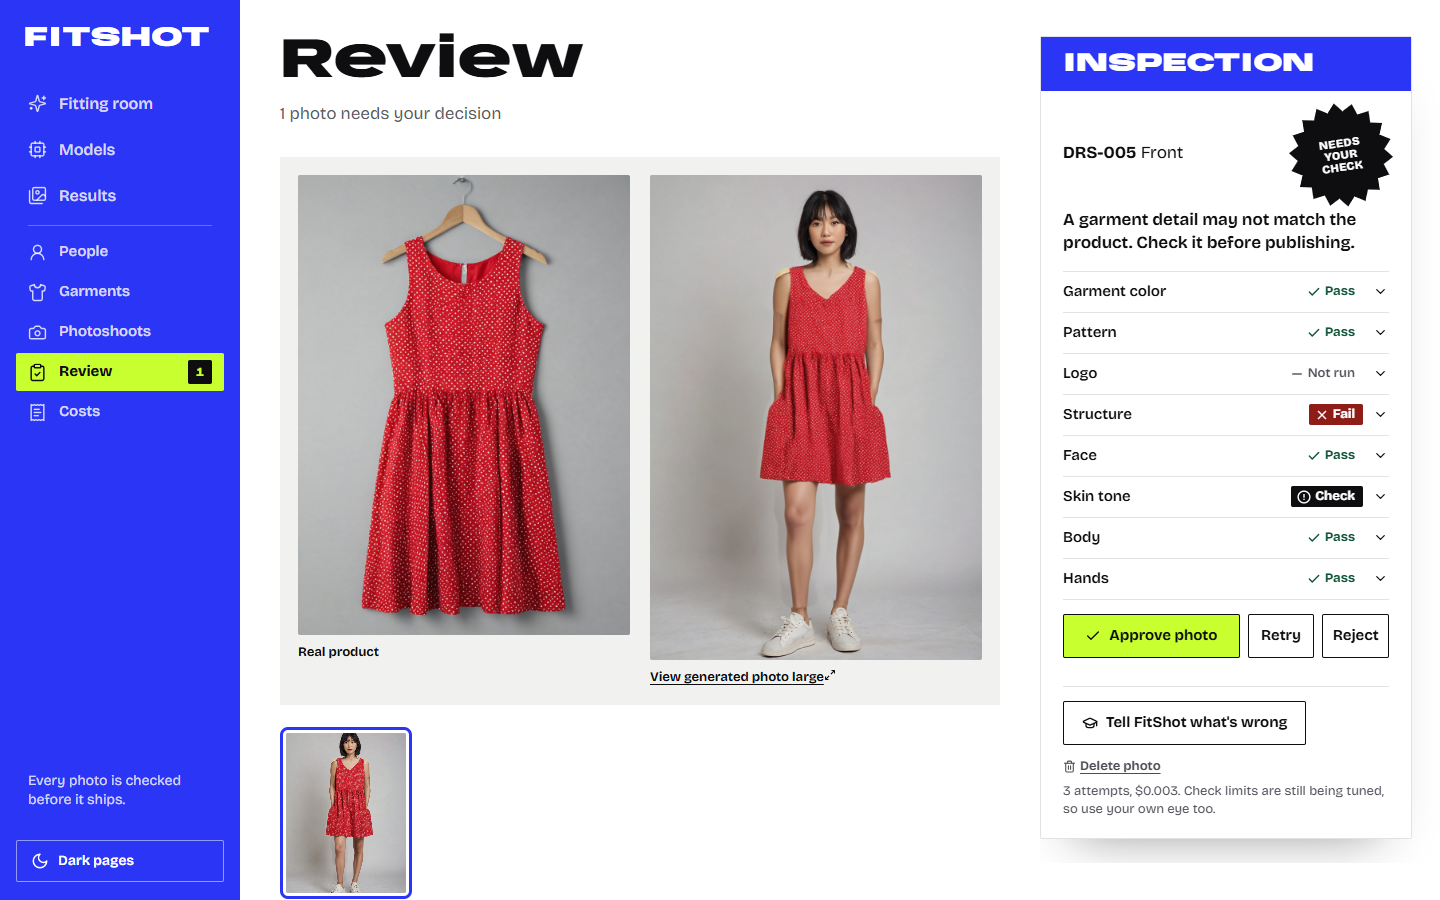 FITSHOT
Fitting room
Models
Results
People
Garments
Photoshoots
Review 1
Costs
Every photo is checked
before it ships.
Dark pages
Review
1 photo needs your decision
Real product
View generated photo large
INSPECTION
DRS-005 Front
NEEDS
YOUR
CHECK
A garment detail may not match the
product. Check it before publishing.
Garment color Pass
Pattern Pass
Logo Not run
Structure Fail
Face Pass
Skin tone Check
Body Pass
Hands Pass
Approve photo Retry Reject
Tell FitShot what's wrong
Delete photo
3 attempts, $0.003. Check limits are still being tuned,
so use your own eye too.